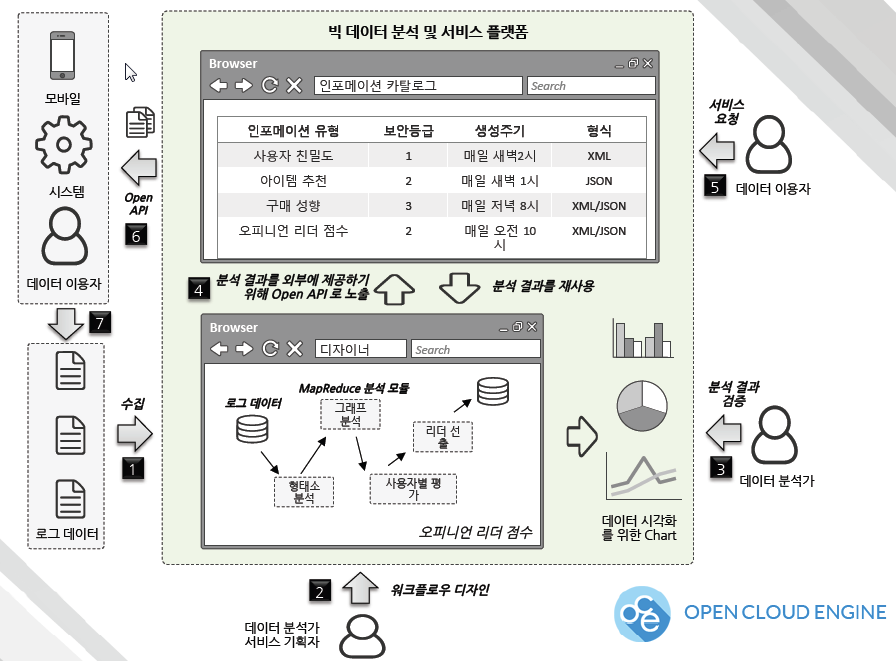 빅 데이터 분석 및 서비스 플랫폼
모바일
시스템
데이터 이용자
Open
API
6
7
로그 데이터
수집
1
Browser
인포메이션 카탈로그
Search
인포메이션 유형 보안등급 생성주기 형식
사용자 친밀도 1 매일 새벽2시 XML
아이템 추천 2 매일 새벽 1시 JSON
구매 성향 3 매일 저녁 8시 XML/JSON
오피니언 리더 점수 2 매일 오전 10
시
XML/JSON
서비스
요청
5
데이터 이용자
4
분석 결과를 외부에 제공하기
위해 Open API 로 노출
분석 결과를 재사용
Browser
디자이너
Search
로그 데이터
MapReduce 분석 모듈
그래프
분석
형태소
분석
리더 선
출
사용자별 평
가
오피니언 리더 점수
데이터 시각화
를 위한 Chart
분석 결과
검증
3
데이터 분석가
2
워크플로우 디자인
데이터 분석가
서비스 기획자
oce
OPEN CLOUD ENGINE